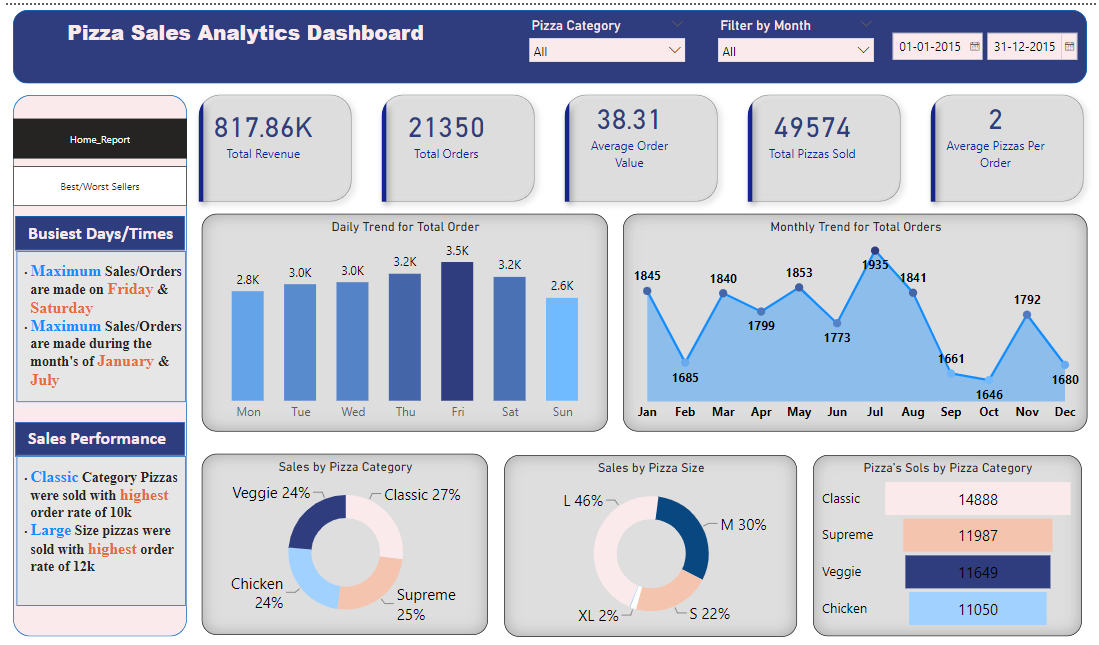 Pizza Sales Analytics Dashboard
Pizza Category
All
Filter by Month
All
01-01-2015
31-12-2015
Home_Report
Best/Worst Sellers
Busiest Days/Times
· Maximum Sales/Orders
are made on Friday &
Saturday
· Maximum Sales/Orders
are made during the
month's of January &
July
Sales Performance
· Classic Category Pizzas
were sold with highest
order rate of 10k
· Large Size pizzas were
sold with highest order
rate of 12k
817.86K
Total Revenue
21350
Total Orders
38.31
Average Order
Value
49574
Total Pizzas Sold
2
Average Pizzas Per
Order
Daily Trend for Total Order
2.8K 3.0K 3.0K 3.2K 3.5K 3.2K 2.6K
Mon Tue Wed Thu Fri Sat Sun
Monthly Trend for Total Orders
1845 1685 1840 1799 1853 1773 1935 1841 1661 1646 1792 1680
Jan Feb Mar Apr May Jun Jul Aug Sep Oct Nov Dec
Sales by Pizza Category
Veggie 24%
Classic 27%
Chicken
24%
Supreme
25%
Sales by Pizza Size
L 46%
M 30%
XL 2%
S 22%
Pizza's Sols by Pizza Category
Classic 14888
Supreme 11987
Veggie 11649
Chicken 11050